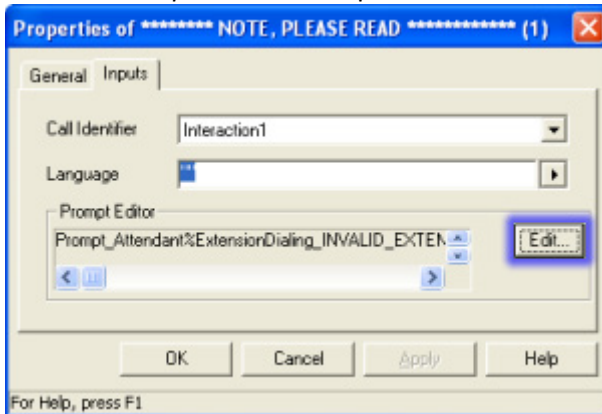 Properties of ******** NOTE, PLEASE READ ************ (1)
General Inputs
Call Identifier Interaction1
Language ""
Prompt Editor
Prompt_Attendant%ExtensionDialing_INVALID_EXTEN
Edit...
OK Cancel Apply Help
For Help, press F1